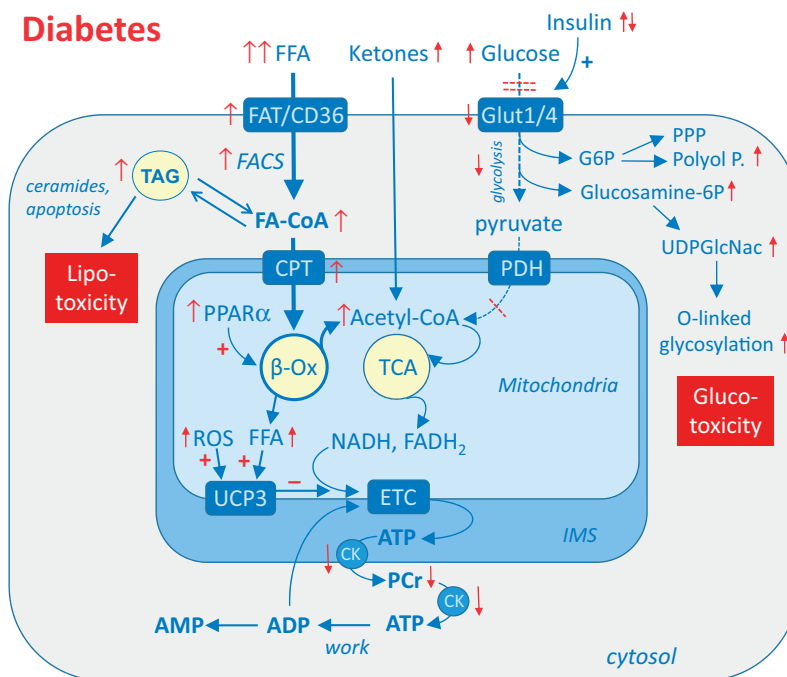 Diabetes
↑↑ FFA
Ketones ↑
↑ Glucose
Insulin ↑↓
+
↑ FAT/CD36
↓ Glut1/4
↑ FACS
↓ glycolysis
G6P
PPP
Polyol P. ↑
Glucosamine-6P ↑
↑ TAG
ceramides,
apoptosis
FA-CoA ↑
pyruvate
UDPGlcNac ↑
Lipo-
toxicity
CPT ↑
PDH
↑ PPARα
+
↑ Acetyl-CoA
O-linked
glycosylation ↑
β-Ox
TCA
Mitochondria
Gluco-
toxicity
↑ ROS
FFA ↑
NADH, FADH₂
+
+
UCP3
–
ETC
ATP
IMS
↓ CK
PCr ↓
CK ↓
AMP
ADP
ATP
work
cytosol